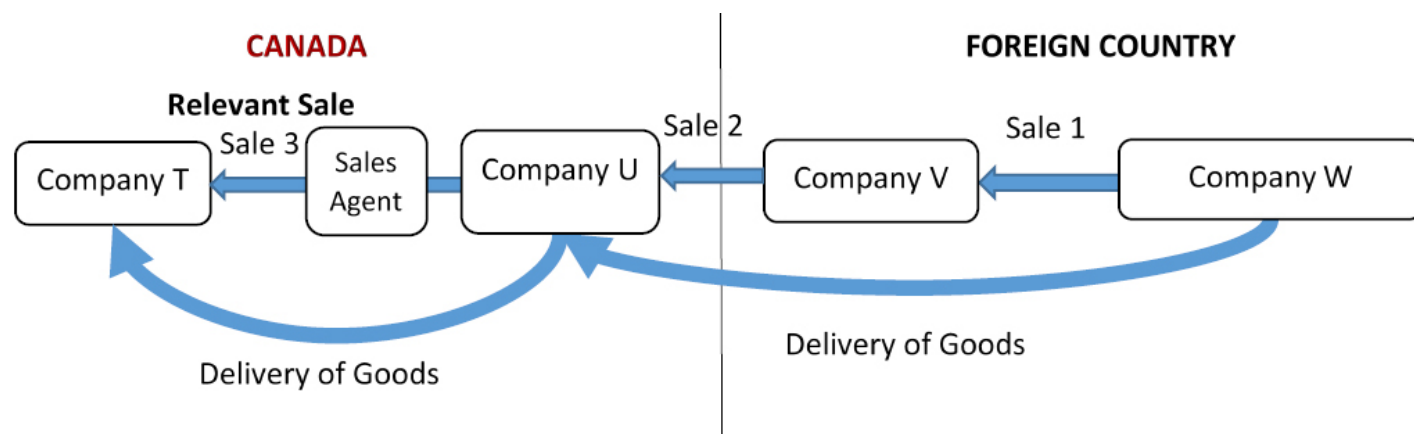 CANADA
FOREIGN COUNTRY
Relevant Sale
Sale 3
Sale 2
Sale 1
Company T
Sales
Agent
Company U
Company V
Company W
Delivery of Goods
Delivery of Goods